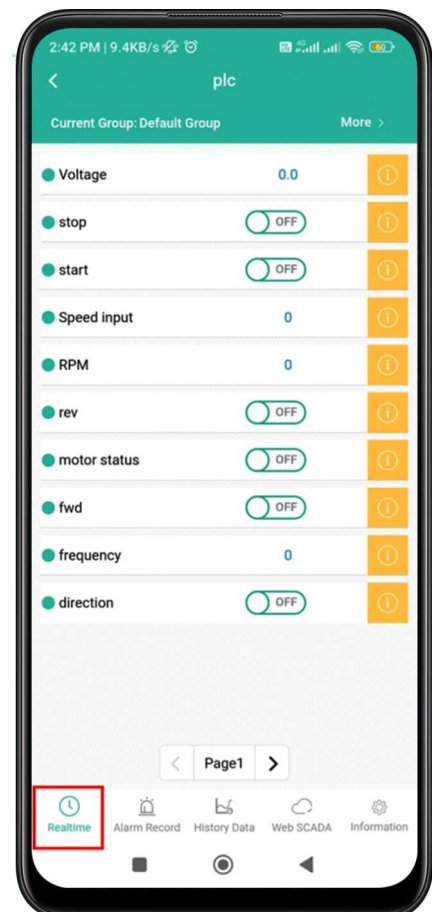 2:42 PM | 9.4KB/s
4G
60
plc
Current Group: Default Group More >
Voltage 0.0
stop OFF
start OFF
Speed input 0
RPM 0
rev OFF
motor status OFF
fwd OFF
frequency 0
direction OFF
< Page1 >
Realtime Alarm Record History Data Web SCADA Information